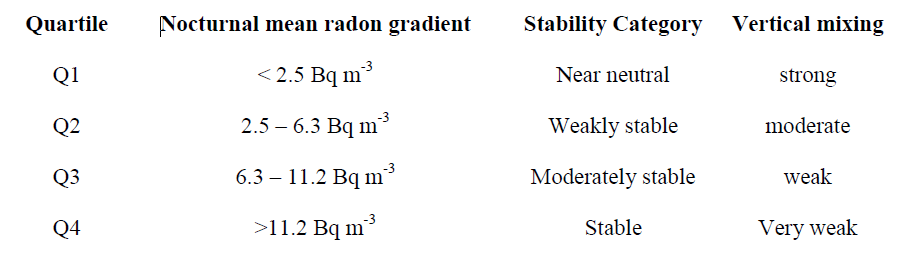 Quartile Nocturnal mean radon gradient Stability Category Vertical mixing
Q1 < 2.5 Bq m⁻³ Near neutral strong
Q2 2.5 – 6.3 Bq m⁻³ Weakly stable moderate
Q3 6.3 – 11.2 Bq m⁻³ Moderately stable weak
Q4 >11.2 Bq m⁻³ Stable Very weak